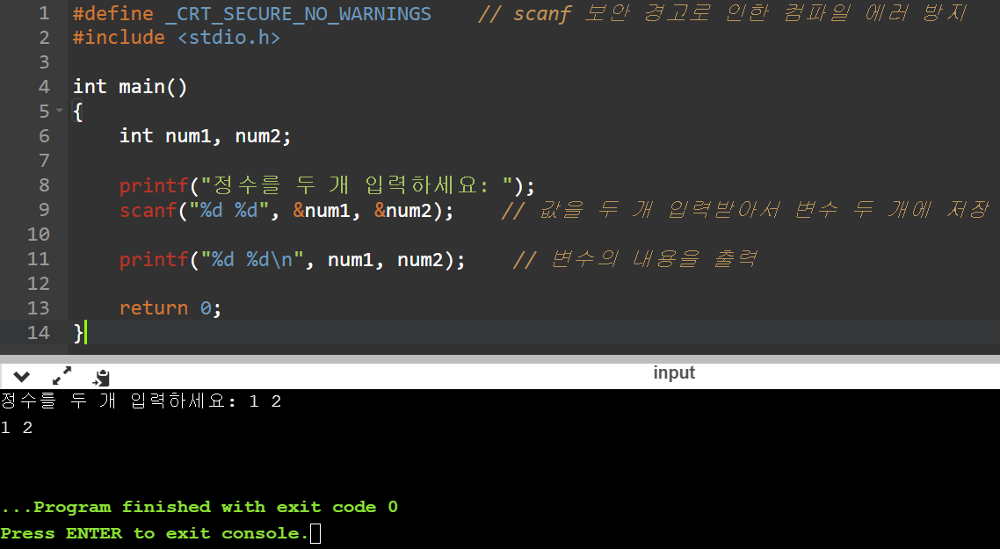 1 #define _CRT_SECURE_NO_WARNINGS    // scanf 보안 경고로 인한 컴파일 에러 방지
2 #include <stdio.h>
3
4 int main()
5 {
6     int num1, num2;
7
8     printf("정수를 두 개 입력하세요: ");
9     scanf("%d %d", &num1, &num2);    // 값을 두 개 입력받아서 변수 두 개에 저장
10
11     printf("%d %d\n", num1, num2);    // 변수의 내용을 출력
12
13     return 0;
14 }
input
정수를 두 개 입력하세요: 1 2
1 2
...Program finished with exit code 0
Press ENTER to exit console.